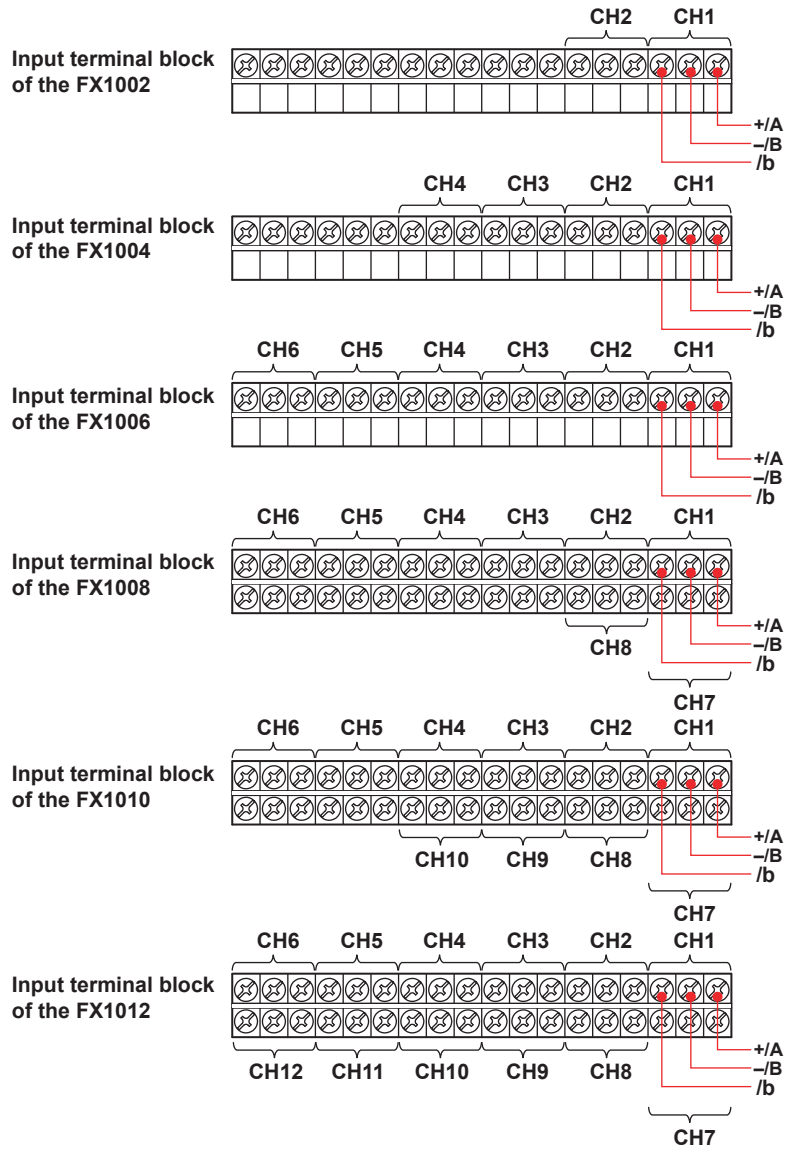 CH2 CH1
Input terminal block
of the FX1002
+/A
–/B
/b
CH4 CH3 CH2 CH1
Input terminal block
of the FX1004
+/A
–/B
/b
CH6 CH5 CH4 CH3 CH2 CH1
Input terminal block
of the FX1006
+/A
–/B
/b
CH6 CH5 CH4 CH3 CH2 CH1
Input terminal block
of the FX1008
+/A
–/B
/b
CH8
CH7
CH6 CH5 CH4 CH3 CH2 CH1
Input terminal block
of the FX1010
+/A
–/B
/b
CH10 CH9 CH8
CH7
CH6 CH5 CH4 CH3 CH2 CH1
Input terminal block
of the FX1012
+/A
–/B
/b
CH12 CH11 CH10 CH9 CH8
CH7